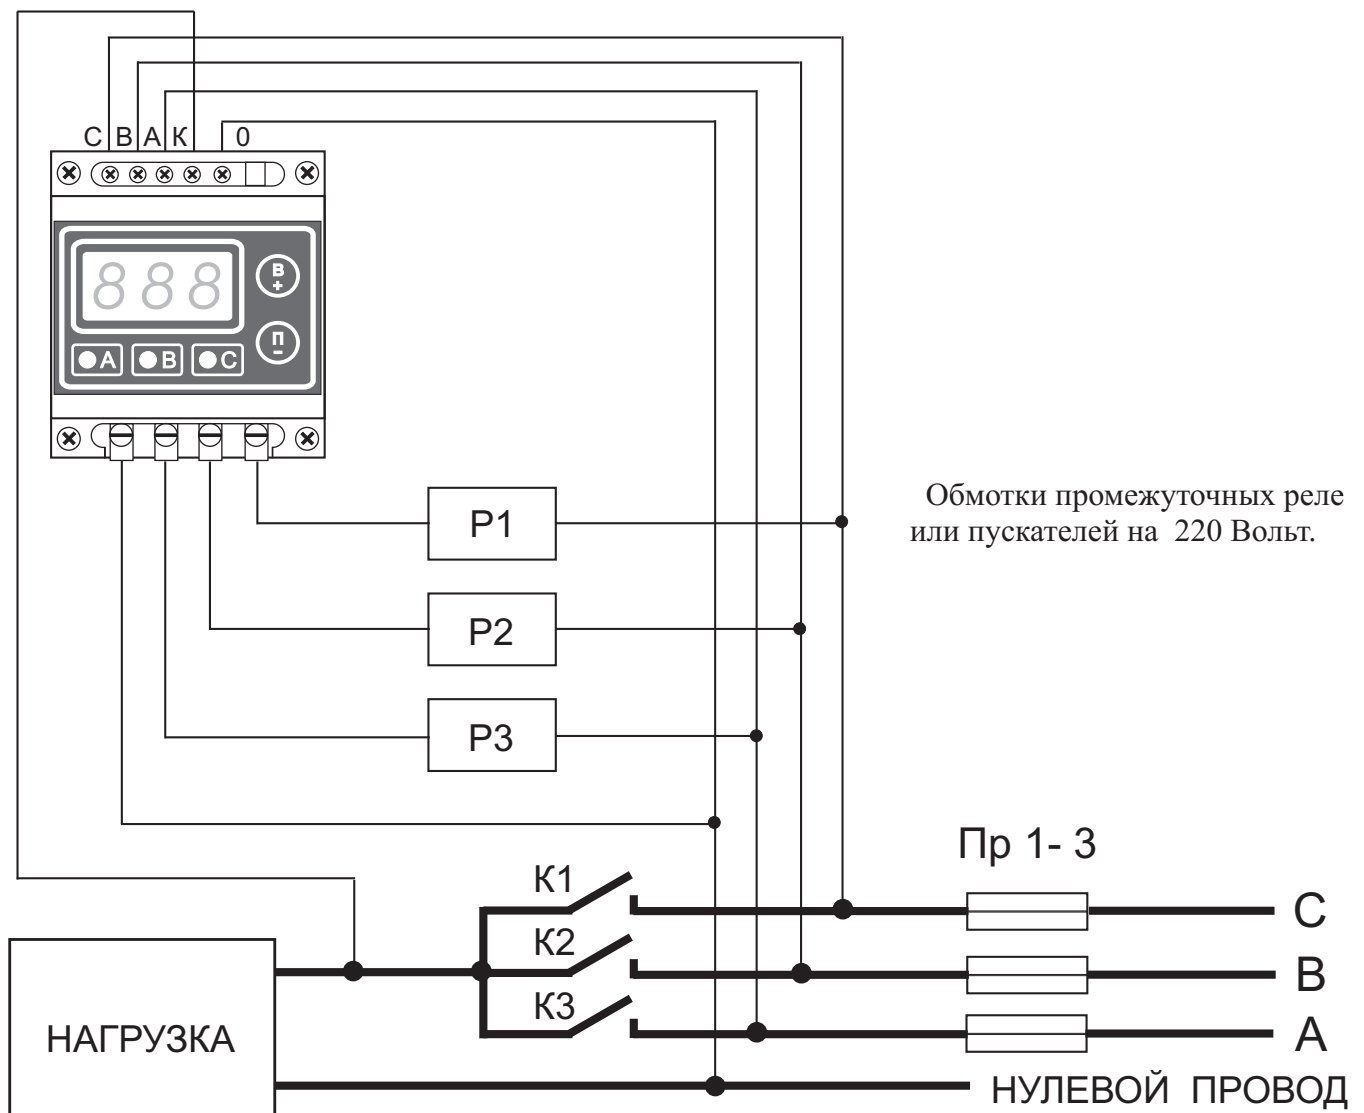 С В А К 0
888
В
+
П
-
А В С
Р1
Обмотки промежуточных реле
или пускателей на 220 Вольт.
Р2
Р3
Пр 1- 3
К1
С
К2
В
К3
А
НАГРУЗКА
НУЛЕВОЙ ПРОВОД